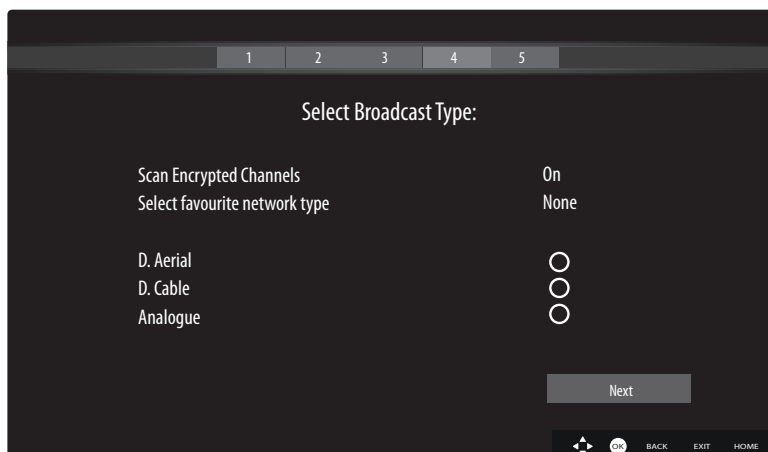 1 2 3 4 5
Select Broadcast Type:
Scan Encrypted Channels On
Select favourite network type None
D. Aerial
D. Cable
Analogue
Next
OK BACK EXIT HOME